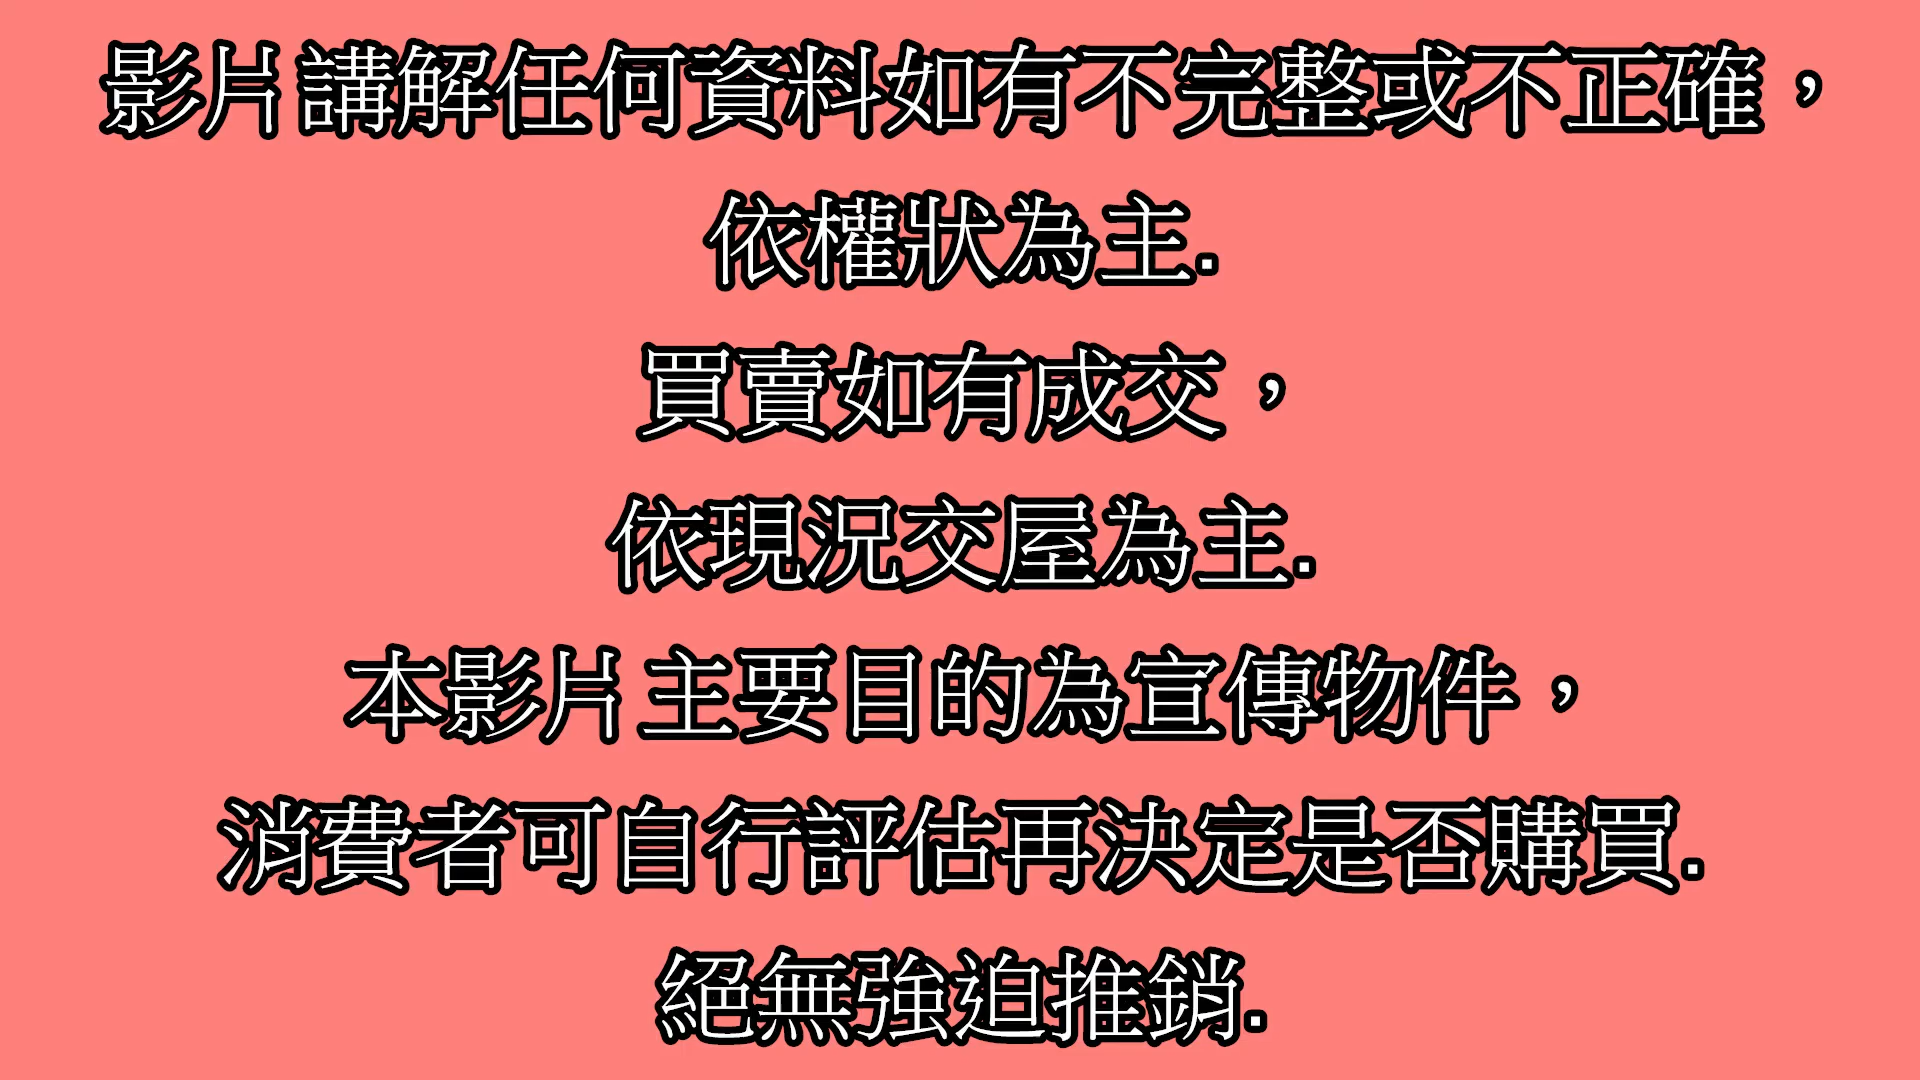 影片講解任何資料如有不完整或不正確，
依權狀為主.
買賣如有成交，
依現況交屋為主.
本影片主要目的為宣傳物件，
消費者可自行評估再決定是否購買.
絕無強迫推銷.